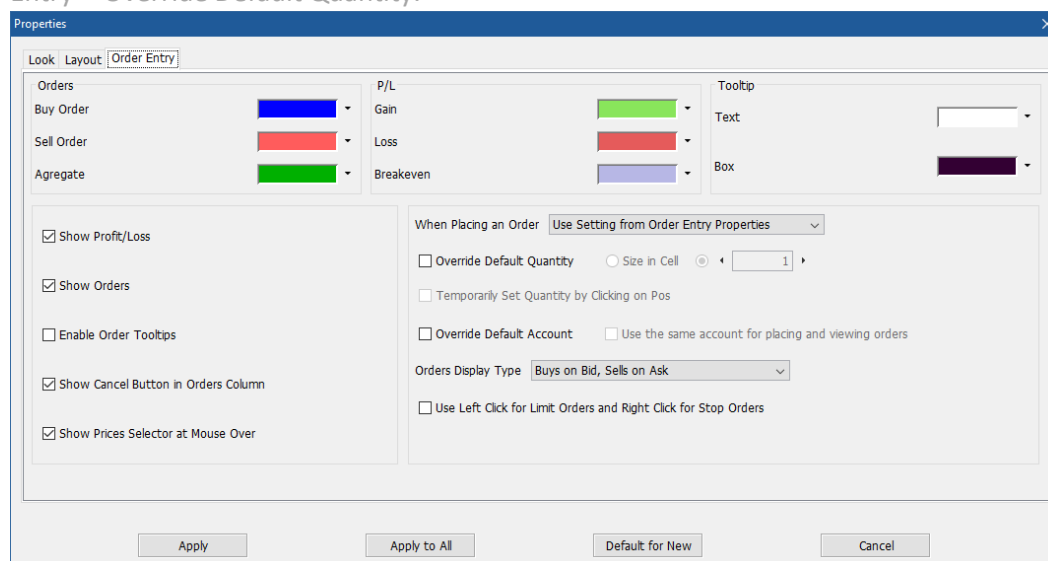 Entry – Override Default Quantity.
Properties
Look Layout Order Entry
Orders
Buy Order
Sell Order
Agregate
P/L
Gain
Loss
Breakeven
Tooltip
Text
Box
Show Profit/Loss
Show Orders
Enable Order Tooltips
Show Cancel Button in Orders Column
Show Prices Selector at Mouse Over
When Placing an Order Use Setting from Order Entry Properties
Override Default Quantity Size in Cell 1
Temporarily Set Quantity by Clicking on Pos
Override Default Account Use the same account for placing and viewing orders
Orders Display Type Buys on Bid, Sells on Ask
Use Left Click for Limit Orders and Right Click for Stop Orders
Apply Apply to All Default for New Cancel